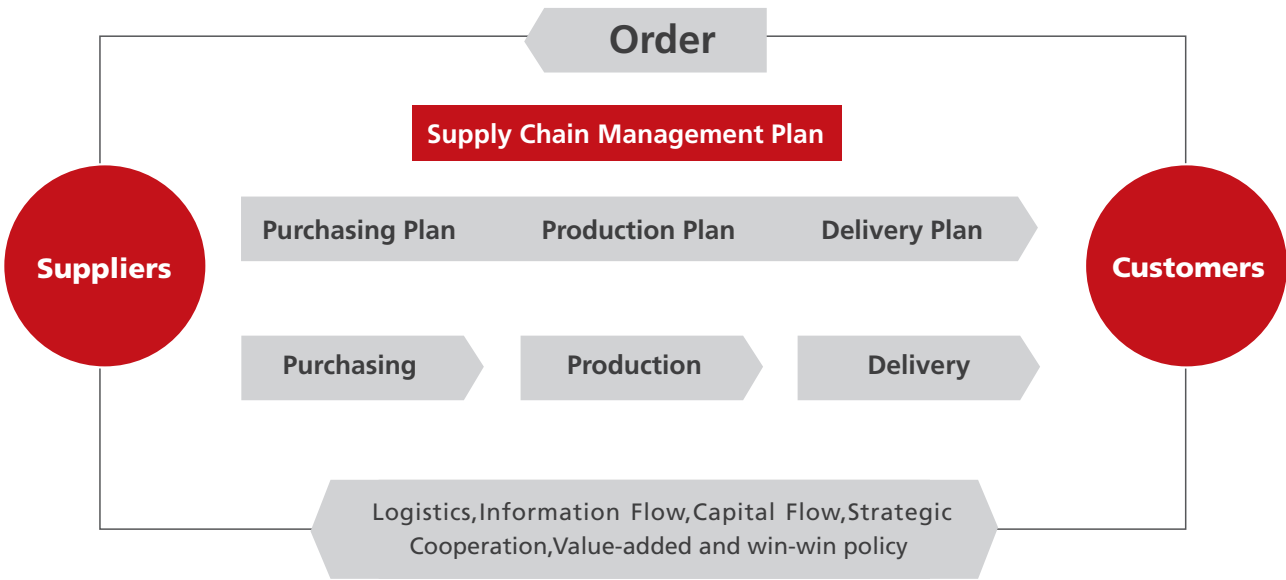 Order
Supply Chain Management Plan
Purchasing Plan Production Plan Delivery Plan
Suppliers
Customers
Purchasing Production Delivery
Logistics,Information Flow,Capital Flow,Strategic
Cooperation,Value-added and win-win policy